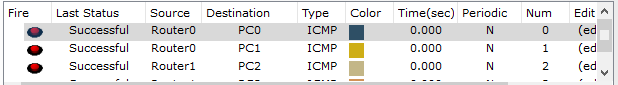 Fire Last Status Source Destination Type Color Time(sec) Periodic Num Edit
Successful Router0 PC0 ICMP 0.000 N 0 (ed
Successful Router0 PC1 ICMP 0.000 N 1 (ed
Successful Router1 PC2 ICMP 0.000 N 2 (ed